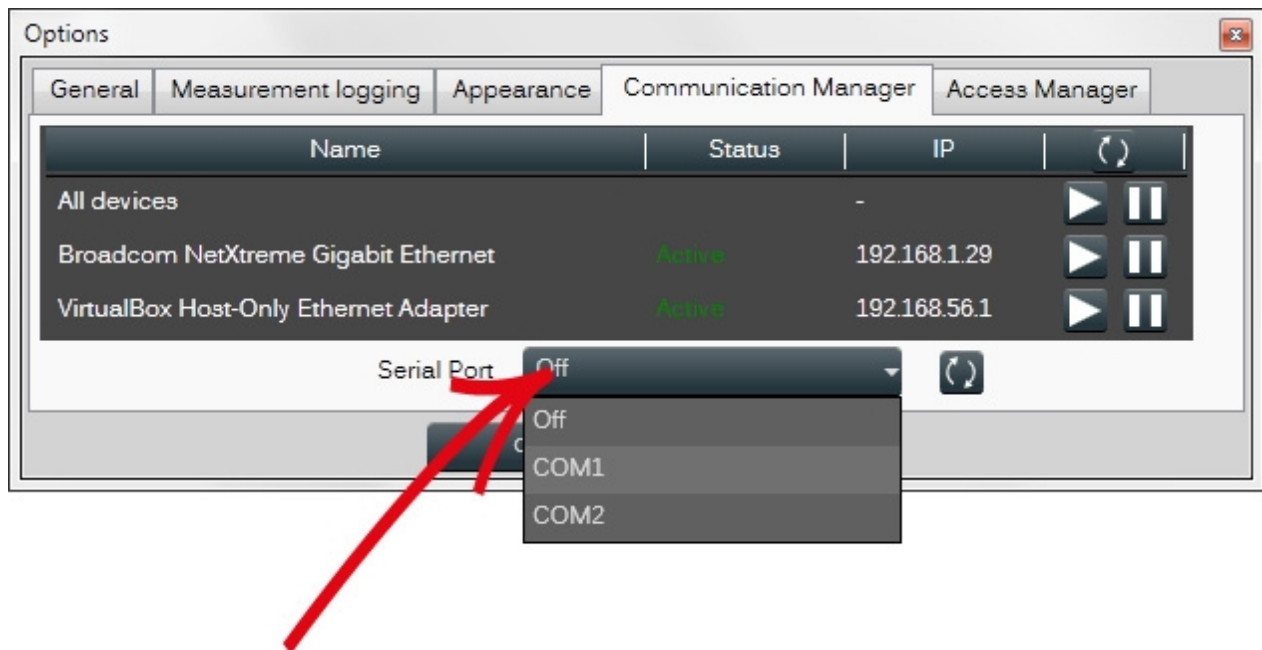 Options
General Measurement logging Appearance Communication Manager Access Manager
Name Status IP
All devices -
Broadcom NetXtreme Gigabit Ethernet Active 192.168.1.29
VirtualBox Host-Only Ethernet Adapter Active 192.168.56.1
Serial Port Off
Off
COM1
COM2